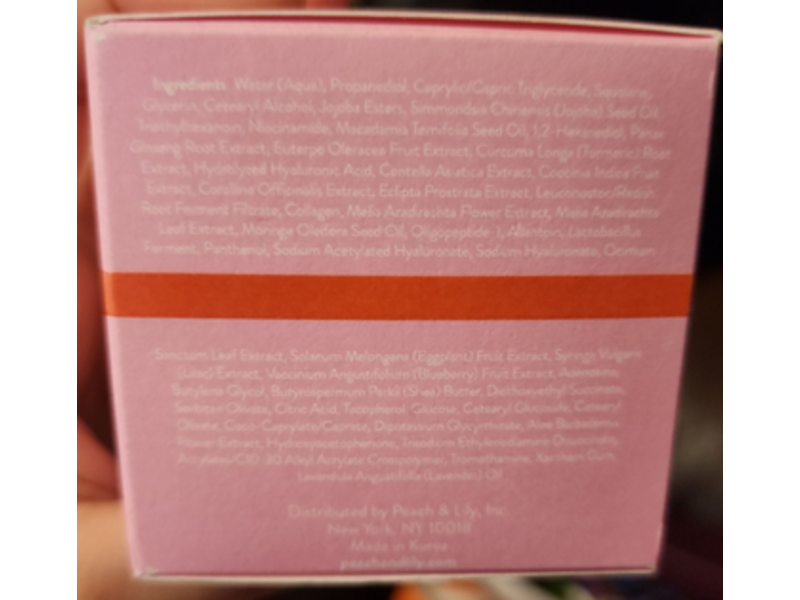 Ingredients: Water (Aqua), Propanediol, Caprylic/Capric Triglyceride, Squalane,
Glycerin, Cetearyl Alcohol, Jojoba Esters, Simmondsia Chinensis (Jojoba) Seed Oil,
Triethylhexanoin, Niacinamide, Macadamia Ternifolia Seed Oil, 1,2-Hexanediol, Panax
Ginseng Root Extract, Euterpe Oleracea Fruit Extract, Curcuma Longa (Turmeric) Root
Extract, Hydrolyzed Hyaluronic Acid, Centella Asiatica Extract, Coccinia Indica Fruit
Extract, Corallina Officinalis Extract, Eclipta Prostrata Extract, Leuconostoc/Radish
Root Ferment Filtrate, Collagen, Melia Azadirachta Flower Extract, Melia Azadirachta
Leaf Extract, Moringa Oleifera Seed Oil, Oligopeptide-1, Allantoin, Lactobacillus
Ferment, Panthenol, Sodium Acetylated Hyaluronate, Sodium Hyaluronate, Ocimum
Sanctum Leaf Extract, Solanum Melongena (Eggplant) Fruit Extract, Syringa Vulgaris
(Lilac) Extract, Vaccinium Angustifolium (Blueberry) Fruit Extract, Adenosine,
Butylene Glycol, Butyrospermum Parkii (Shea) Butter, Diethoxyethyl Succinate,
Sorbitan Olivate, Citric Acid, Tocopherol, Glucose, Cetearyl Glucoside, Cetearyl
Olivate, Coco-Caprylate/Caprate, Dipotassium Glycyrrhizate, Aloe Barbadensis
Flower Extract, Hydroxyacetophenone, Trisodium Ethylenediamine Disuccinate,
Acrylates/C10-30 Alkyl Acrylate Crosspolymer, Tromethamine, Xanthan Gum,
Lavandula Angustifolia (Lavender) Oil
Distributed by Peach & Lily, Inc.
New York, NY 10018
Made in Korea
peachandlily.com